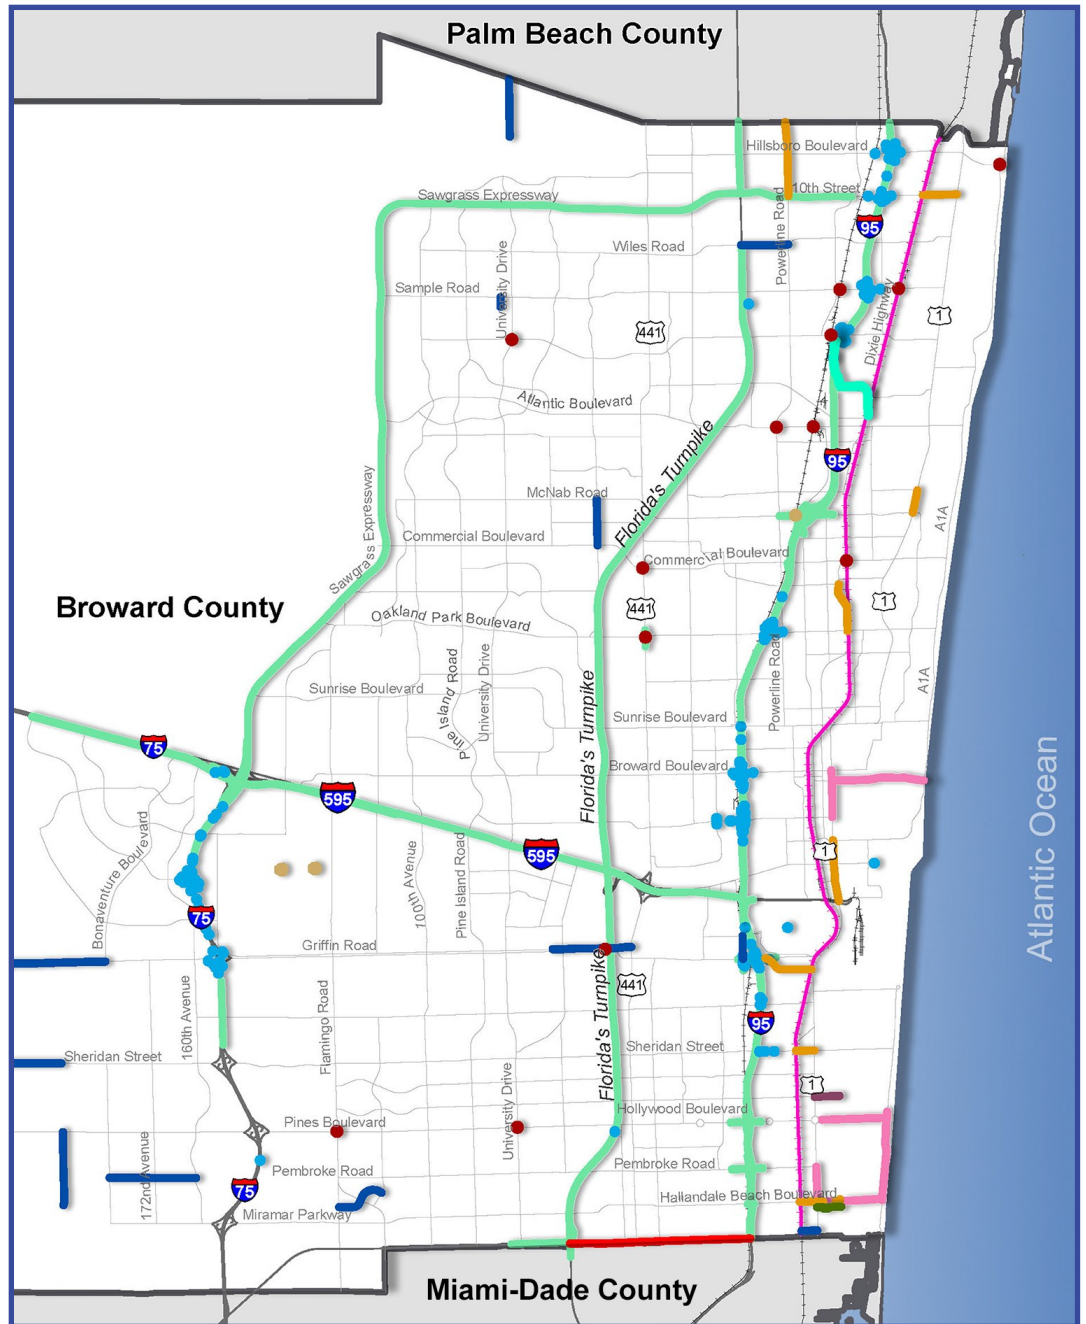 Palm Beach County
Hillsboro Boulevard
10th Street
Sawgrass Expressway
95
Powerline Road
University Drive
Wiles Road
Sample Road
441
1
Dixie Highway
Atlantic Boulevard
Florida's Turnpike
95
Sawgrass Expressway
McNab Road
A1A
Commercial Boulevard
Commercial Boulevard
Broward County
441
1
Oakland Park Boulevard
Pine Island Road
University Drive
Powerline Road
A1A
Sunrise Boulevard
Florida's Turnpike
Sunrise Boulevard
75
Broward Boulevard
595
Atlantic Ocean
595
1
Bonaventure Boulevard
100th Avenue
Pine Island Road
75
Griffin Road
441
Florida's Turnpike
160th Avenue
Flamingo Road
95
Sheridan Street
Sheridan Street
1
University Drive
Hollywood Boulevard
Pines Boulevard
172nd Avenue
Pembroke Road
Pembroke Road
75
Hallandale Beach Boulevard
Miramar Parkway
Miami-Dade County